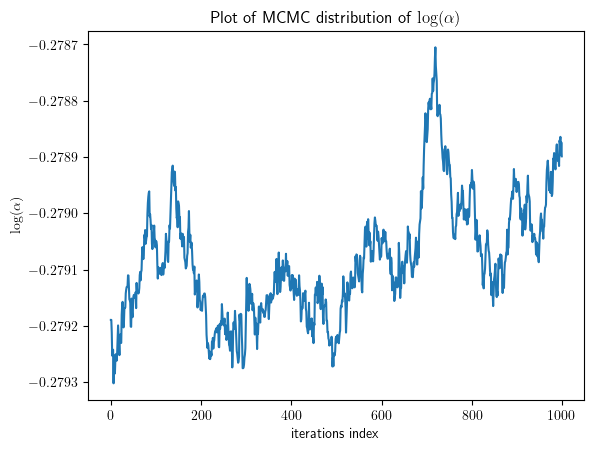 Plot of MCMC distribution of log(α)
−0.2787
−0.2788
−0.2789
−0.2790
−0.2791
−0.2792
−0.2793
log(α)
0 200 400 600 800 1000
iterations index